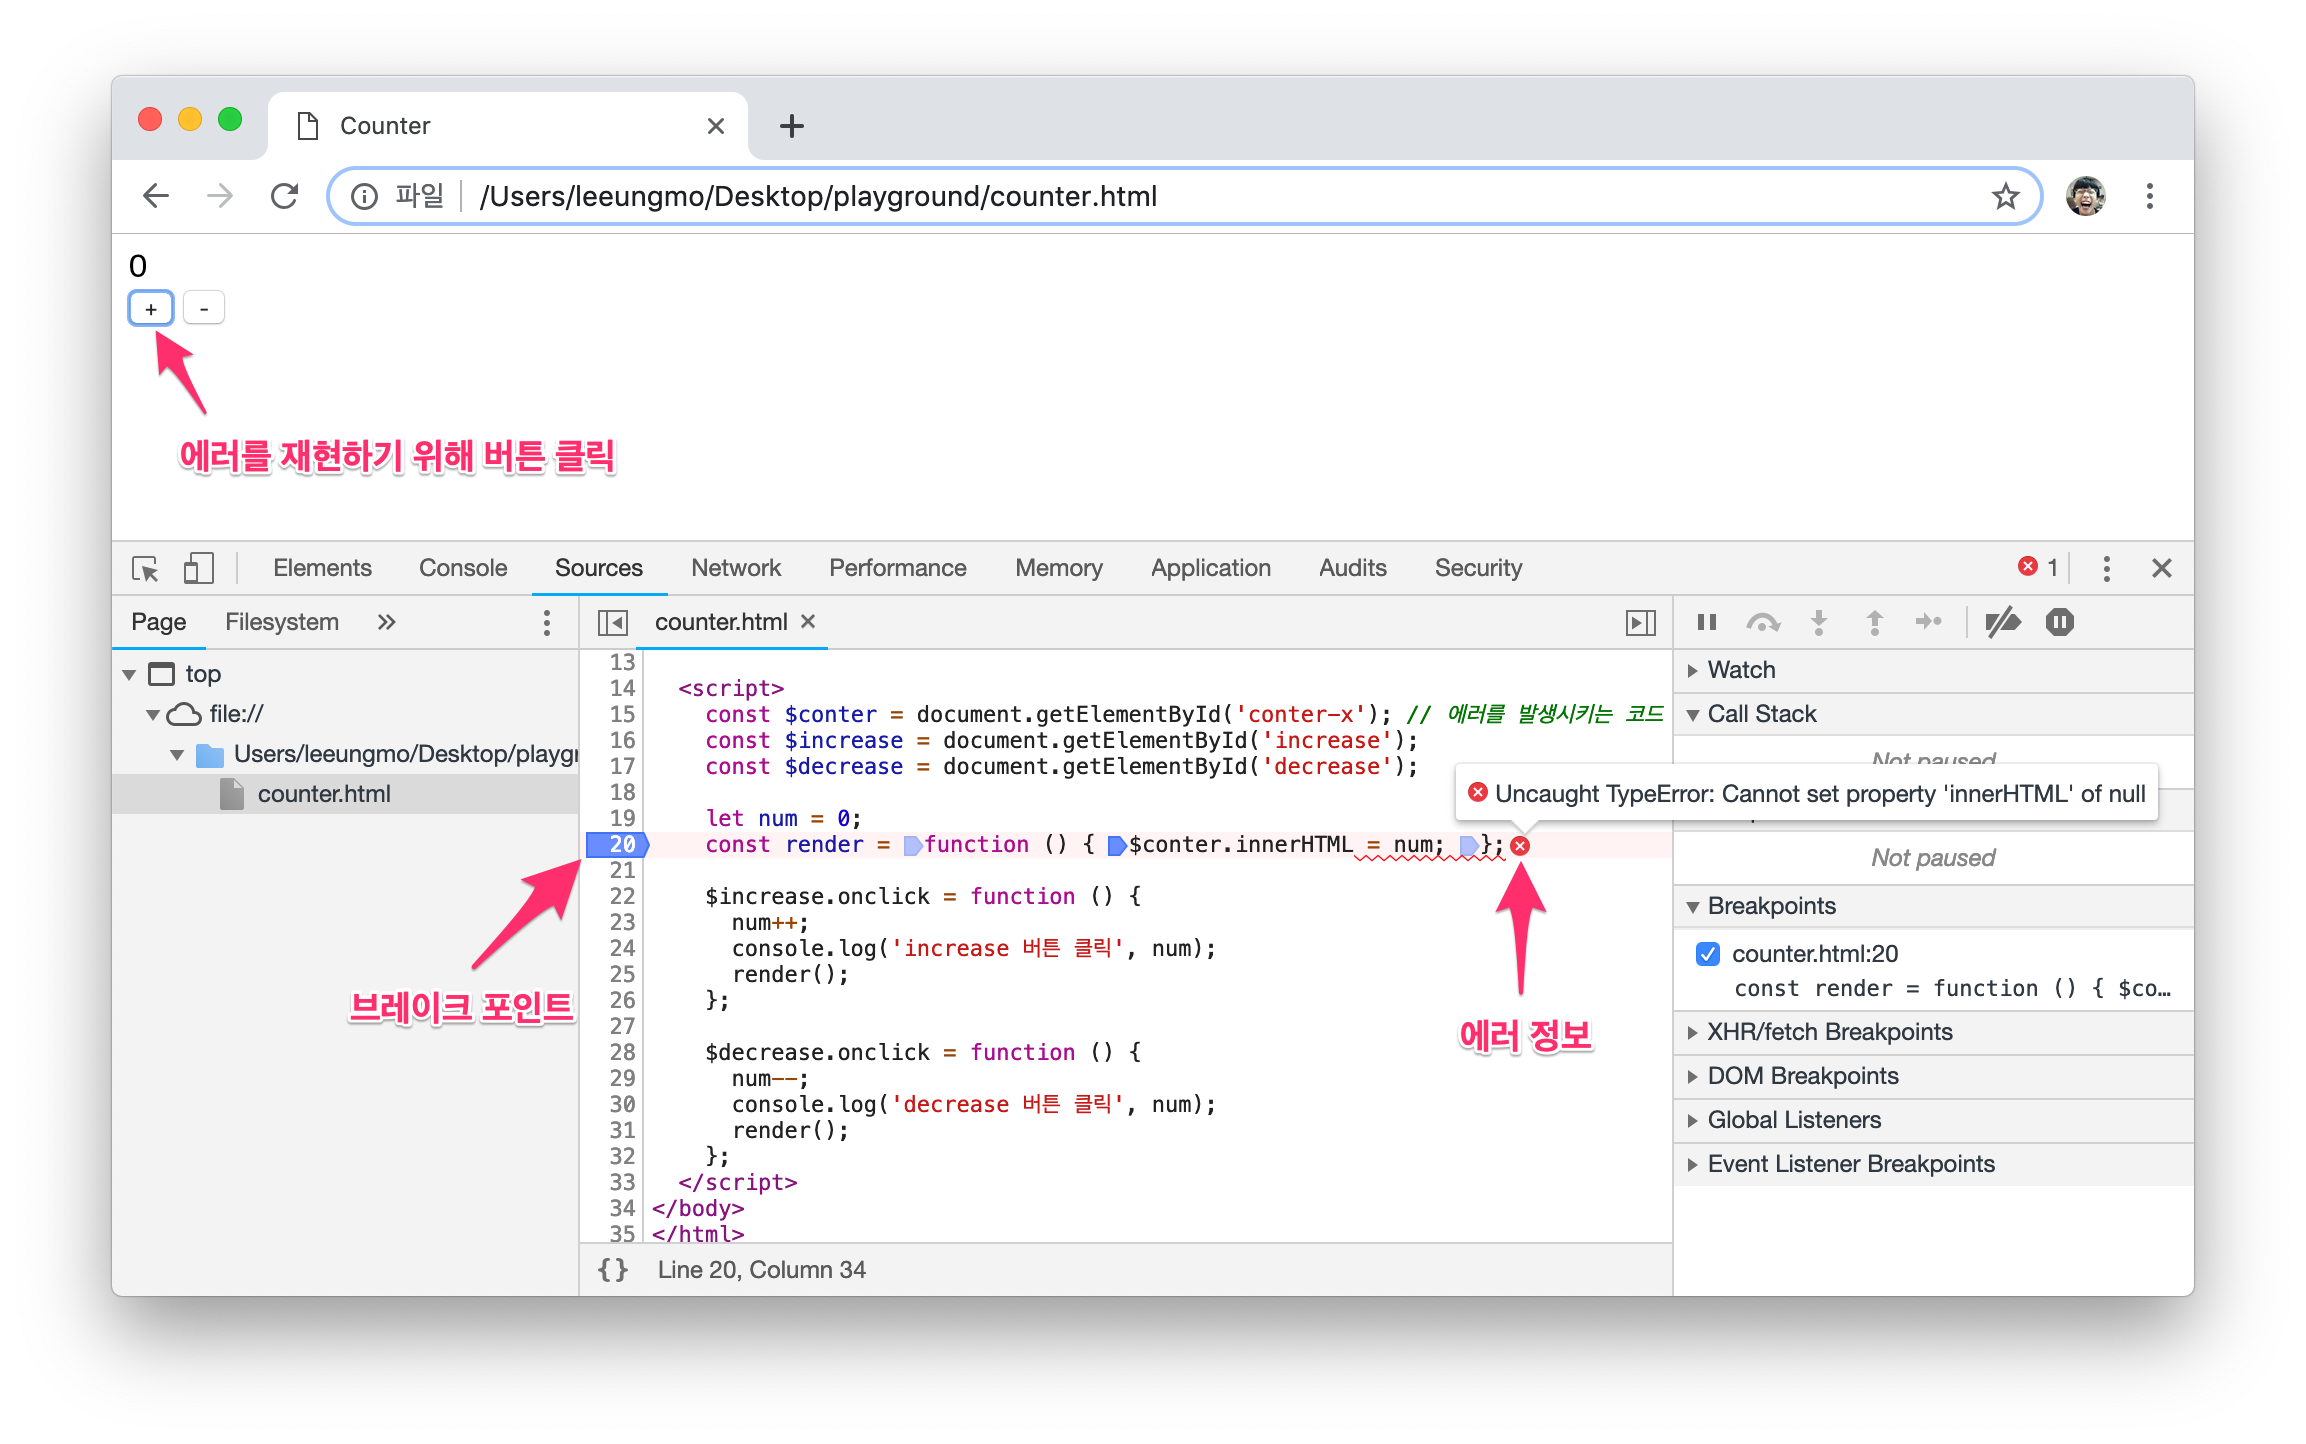 Counter
파일 /Users/leeungmo/Desktop/playground/counter.html
0
+ -
에러를 재현하기 위해 버튼 클릭
Elements Console Sources Network Performance Memory Application Audits Security 1
Page Filesystem
counter.html
top
file://
Users/leeungmo/Desktop/playgr
counter.html
13
14 <script>
15 const $conter = document.getElementById('conter-x'); // 에러를 발생시키는 코드
16 const $increase = document.getElementById('increase');
17 const $decrease = document.getElementById('decrease');
18
19 let num = 0;
20 const render = function () { $conter.innerHTML = num; };
21
22 $increase.onclick = function () {
23 num++;
24 console.log('increase 버튼 클릭', num);
25 render();
26 };
27
28 $decrease.onclick = function () {
29 num--;
30 console.log('decrease 버튼 클릭', num);
31 render();
32 };
33 </script>
34 </body>
35 </html>
Uncaught TypeError: Cannot set property 'innerHTML' of null
브레이크 포인트
에러 정보
{} Line 20, Column 34
Watch
Call Stack
Not paused
Not paused
Breakpoints
counter.html:20
const render = function () { $co…
XHR/fetch Breakpoints
DOM Breakpoints
Global Listeners
Event Listener Breakpoints